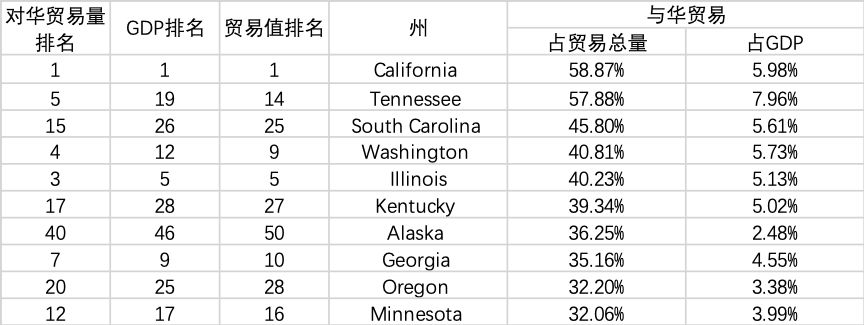 对华贸易量排名 GDP排名 贸易值排名 州 与华贸易
占贸易总量 占GDP
1 1 1 California 58.87% 5.98%
5 19 14 Tennessee 57.88% 7.96%
15 26 25 South Carolina 45.80% 5.61%
4 12 9 Washington 40.81% 5.73%
3 5 5 Illinois 40.23% 5.13%
17 28 27 Kentucky 39.34% 5.02%
40 46 50 Alaska 36.25% 2.48%
7 9 10 Georgia 35.16% 4.55%
20 25 28 Oregon 32.20% 3.38%
12 17 16 Minnesota 32.06% 3.99%